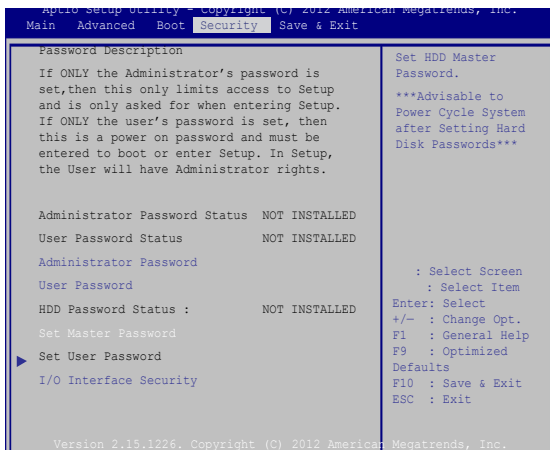 Aptio Setup Utility - Copyright (C) 2012 American Megatrends, Inc.
Main Advanced Boot Security Save & Exit
Password Description
If ONLY the Administrator's password is
set,then this only limits access to Setup
and is only asked for when entering Setup.
If ONLY the user's password is set, then
this is a power on password and must be
entered to boot or enter Setup. In Setup,
the User will have Administrator rights.
Administrator Password Status NOT INSTALLED
User Password Status NOT INSTALLED
Administrator Password
User Password
HDD Password Status : NOT INSTALLED
Set Master Password
Set User Password
I/O Interface Security
Set HDD Master
Password.
***Advisable to
Power Cycle System
after Setting Hard
Disk Passwords***
: Select Screen
: Select Item
Enter: Select
+/— : Change Opt.
F1 : General Help
F9 : Optimized
Defaults
F10 : Save & Exit
ESC : Exit
Version 2.15.1226. Copyright (C) 2012 American Megatrends, Inc.